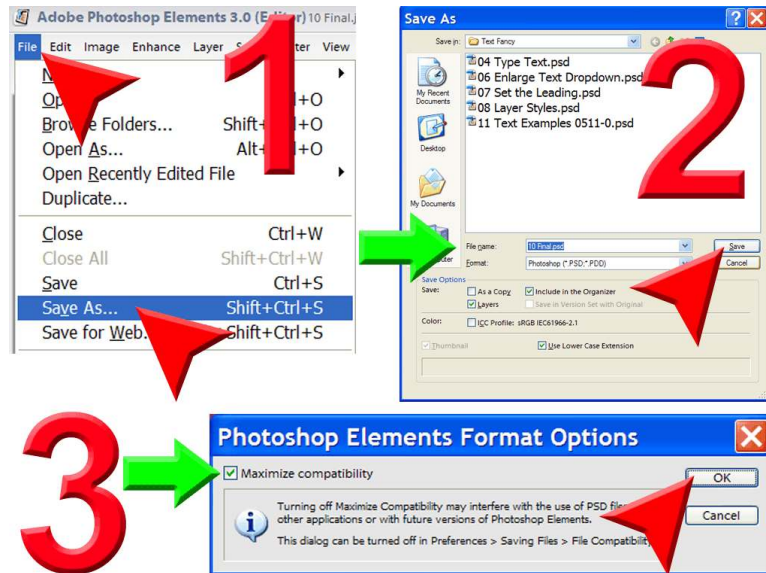 Adobe Photoshop Elements 3.0 (Editor) 10 Final.
File Edit Image Enhance Layer View
1
Shift+ +O
Browse Folders...
Open As... Alt+ +O
Open Recently Edited File
Duplicate...
Close Ctrl+W
Close All Shift+Ctrl+W
Save Ctrl+S
Save As... Shift+Ctrl+S
Save for Web... Shift+Ctrl+S
Save As
Save in: Text Fancy
2
My Recent Documents
Desktop
My Documents
04 Type Text.psd
06 Enlarge Text Dropdown.psd
07 Set the Leading.psd
08 Layer Styles.psd
11 Text Examples 0511-0.psd
File name: 10 Final.psd Save
Format: Photoshop (*.PSD;*.PDD) Cancel
Save Options
Save: As a Copy Include in the Organizer
Layers Save in Version Set with Original
Color: ICC Profile: sRGB IEC61966-2.1
Thumbnail Use Lower Case Extension
3
Photoshop Elements Format Options
Maximize compatibility OK
Turning off Maximize Compatibility may interfere with the use of PSD
other applications or with future versions of Photoshop Elements. Cancel
This dialog can be turned off in Preferences > Saving Files > File Compatibility